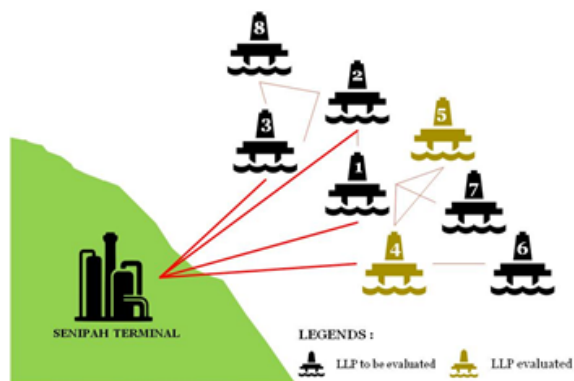 8
2
5
3
1
7
4
6
SENIPAH TERMINAL
LEGENDS :
LLP to be evaluated
LLP evaluated